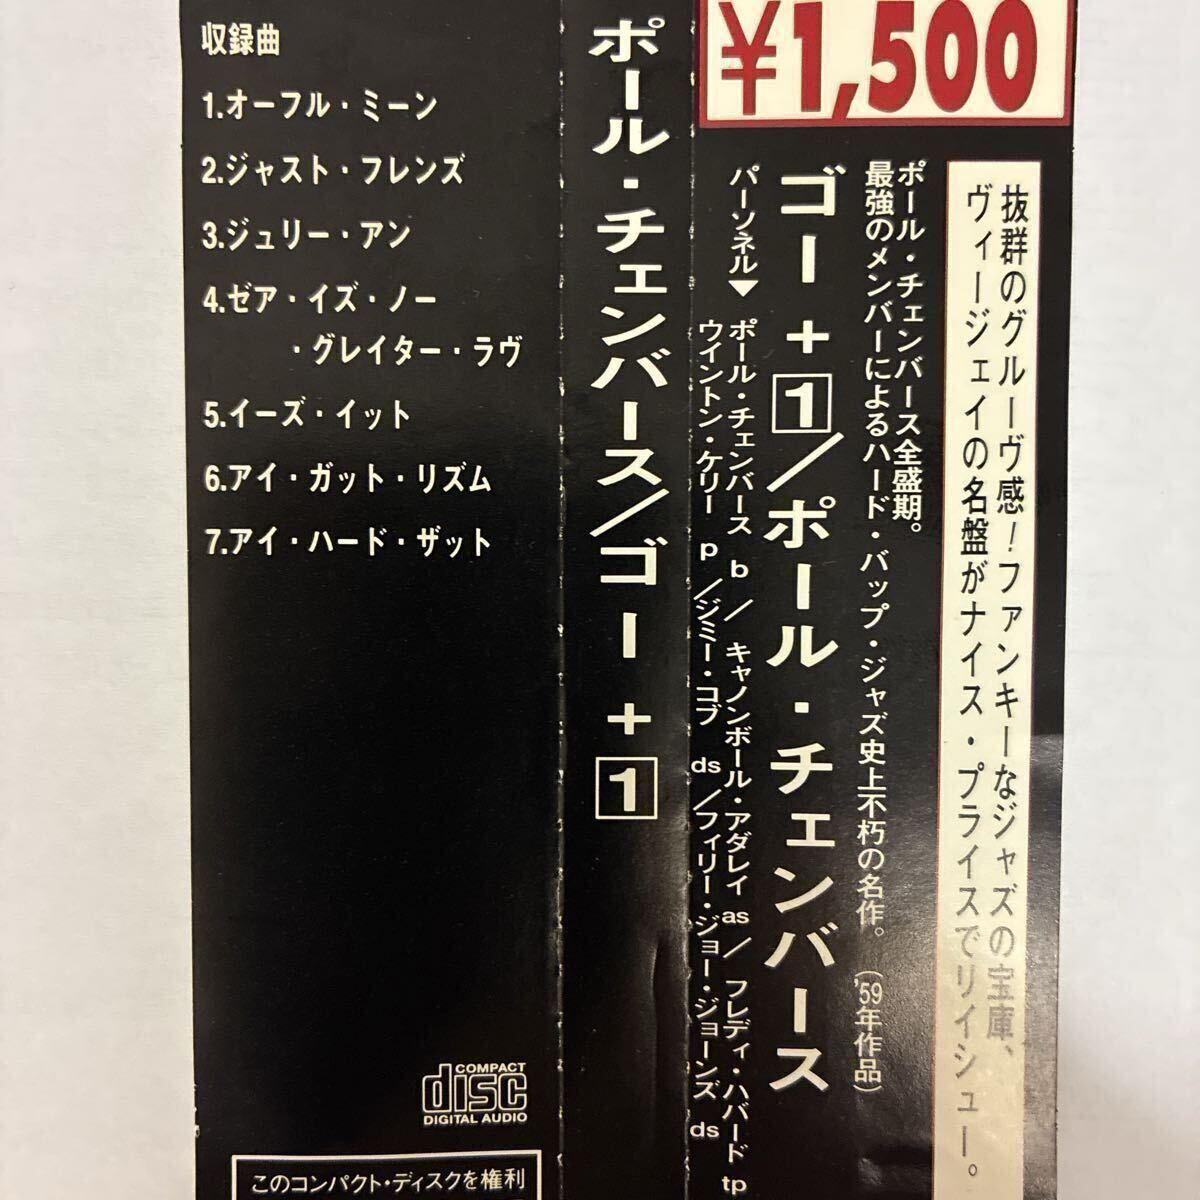 ¥1,500
抜群のグルーヴ感!ファンキーなジャズの宝庫、
ヴィージェイの名盤がナイス・プライスでリイシュー。
ポール・チェンバース全盛期。
最強のメンバーによるハード・バップ・ジャズ史上不朽の名作。('59年作品)
ゴー+1/ポール・チェンバース
パーソネル▼ ポール・チェンバース b / キャノンボール・アダレイ as / フレディ・ハバード tp
ウイントン・ケリー p /ジミー・コブ ds /フィリー・ジョー・ジョーンズ ds
ポール・チェンバース/ゴー+1
収録曲
1.オーフル・ミーン
2.ジャスト・フレンズ
3.ジュリー・アン
4.ゼア・イズ・ノー
・グレイター・ラヴ
5.イーズ・イット
6.アイ・ガット・リズム
7.アイ・ハード・ザット
COMPACT
disc
DIGITAL AUDIO
このコンパクト・ディスクを権利